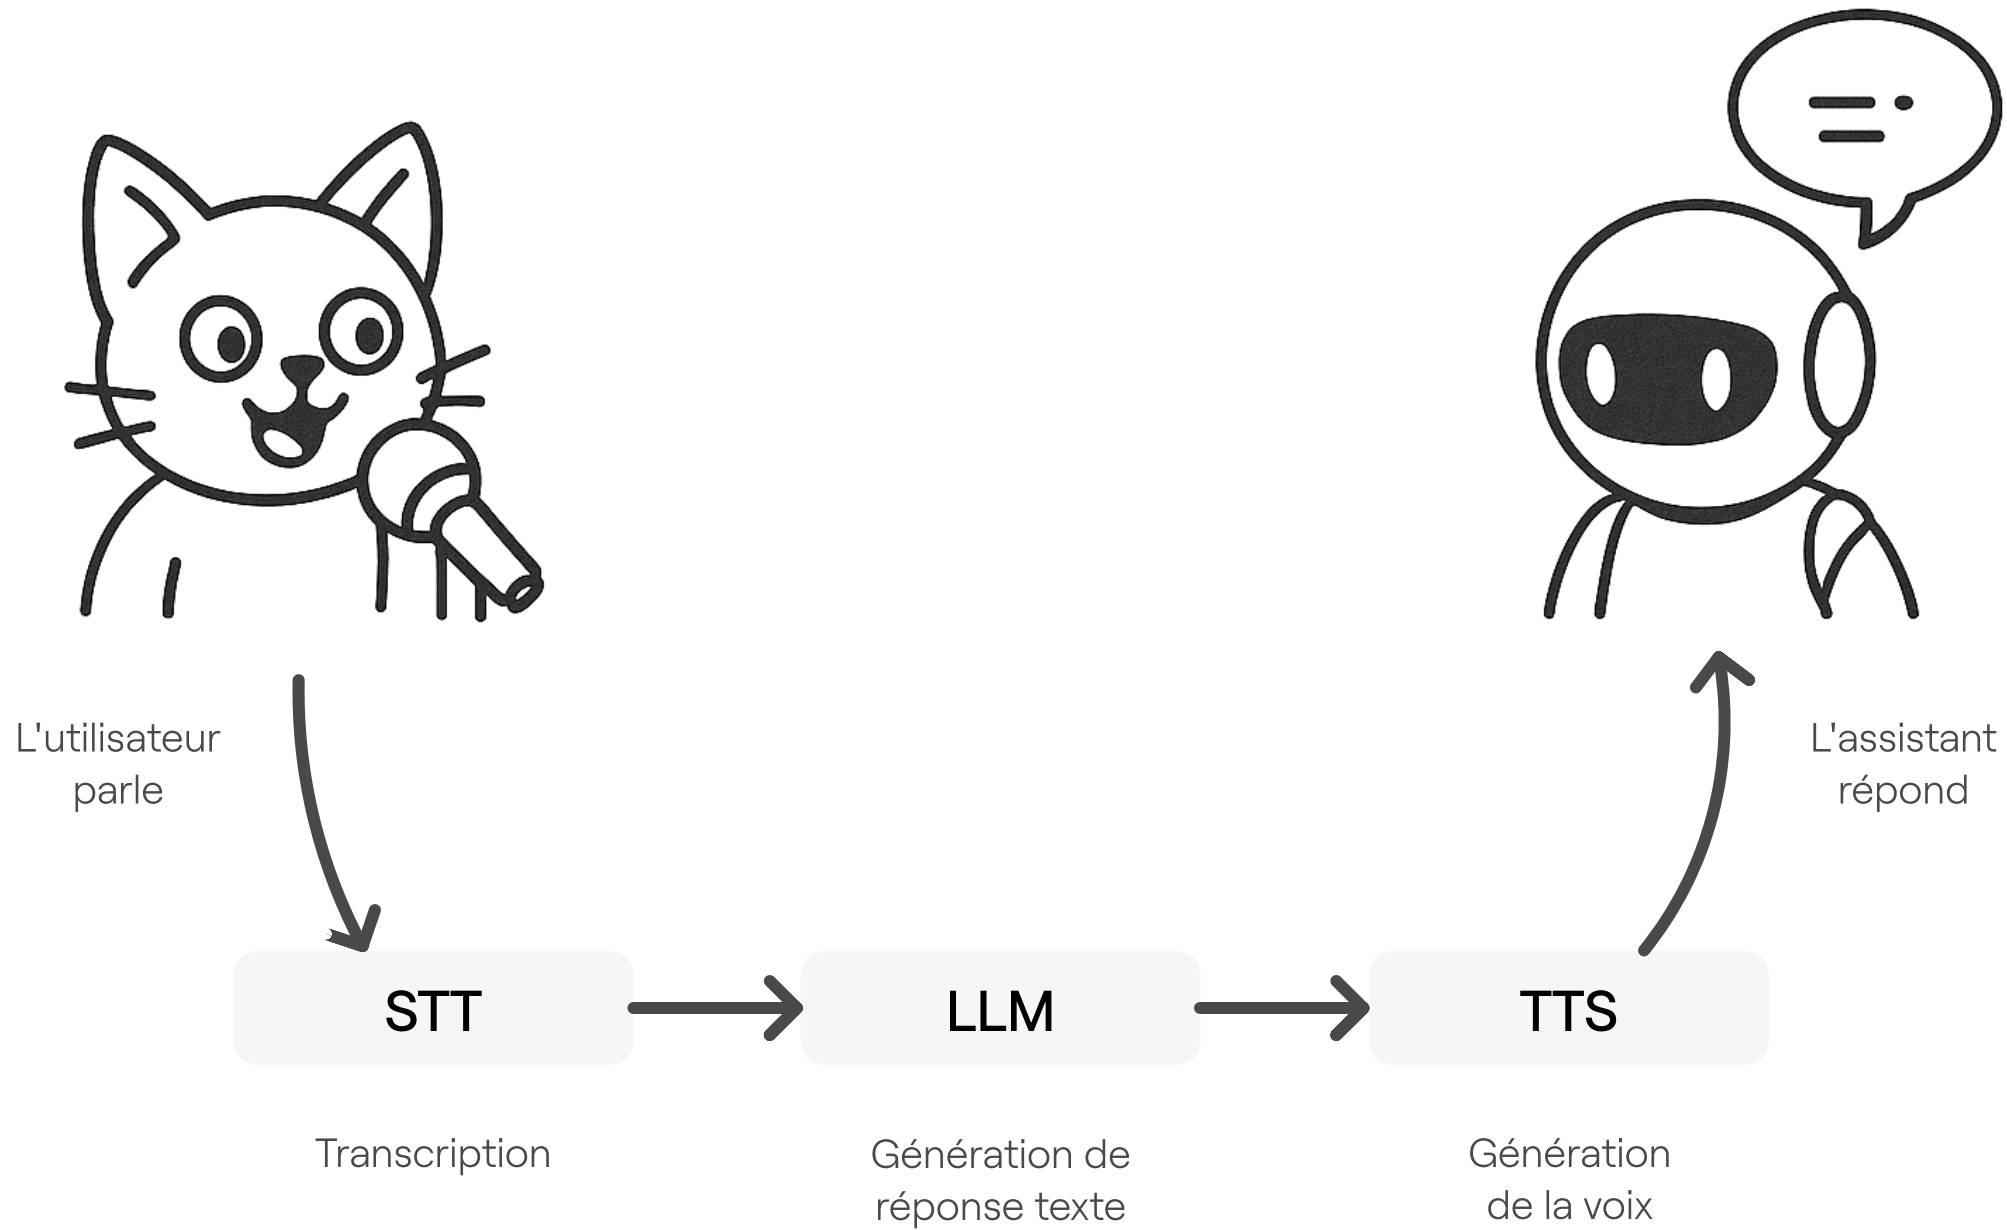 L'utilisateur
parle
L'assistant
répond
STT
LLM
TTS
Transcription
Génération de
réponse texte
Génération
de la voix